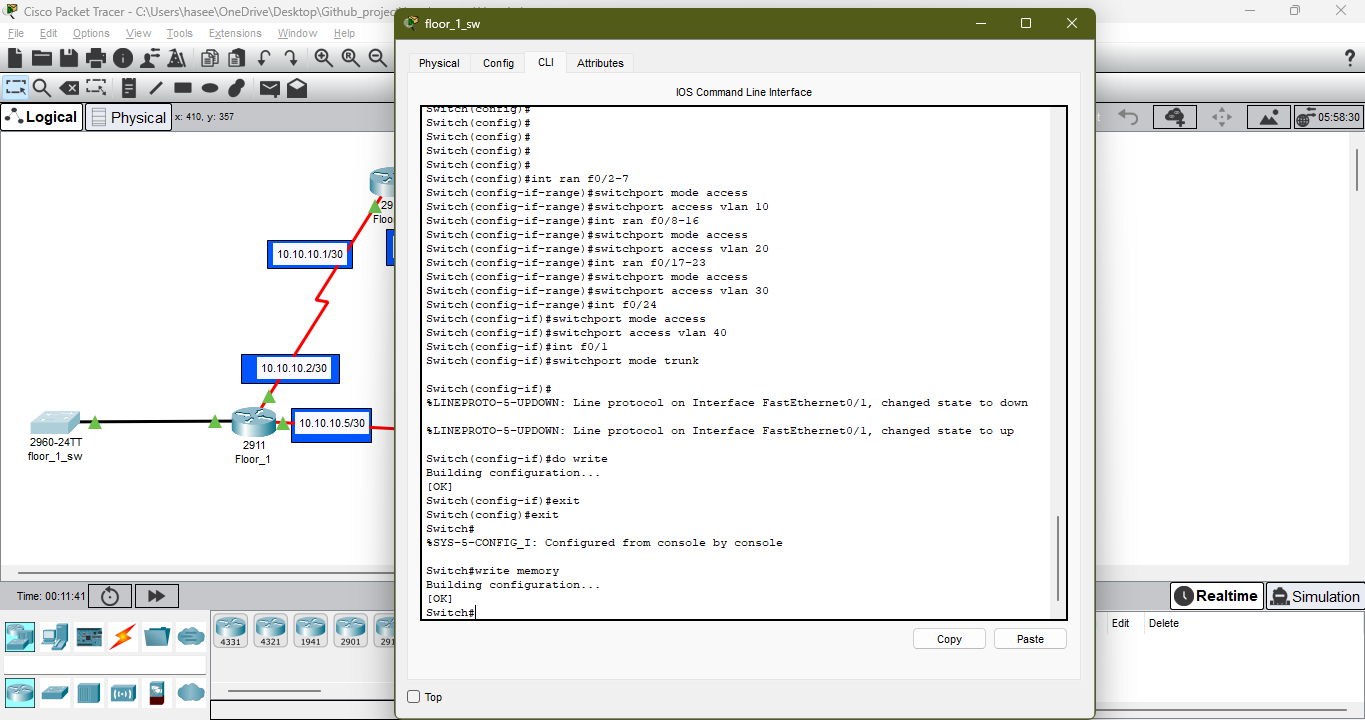 Cisco Packet Tracer - C:\Users\hasee\OneDrive\Desktop\Github_projec
floor_1_sw
File Edit Options View Tools Extensions Window Help
Physical Config CLI Attributes
IOS Command Line Interface
Logical Physical x: 410, y: 357
05:58:30
Switch(config)#
Switch(config)#
Switch(config)#
Switch(config)#
Switch(config)#
Switch(config)#int ran f0/2-7
Switch(config-if-range)#switchport mode access
Switch(config-if-range)#switchport access vlan 10
Switch(config-if-range)#int ran f0/8-16
Switch(config-if-range)#switchport mode access
Switch(config-if-range)#switchport access vlan 20
Switch(config-if-range)#int ran f0/17-23
Switch(config-if-range)#switchport mode access
Switch(config-if-range)#switchport access vlan 30
Switch(config-if-range)#int f0/24
Switch(config-if)#switchport mode access
Switch(config-if)#switchport access vlan 40
Switch(config-if)#int f0/1
Switch(config-if)#switchport mode trunk
Switch(config-if)#
%LINEPROTO-5-UPDOWN: Line protocol on Interface FastEthernet0/1, changed state to down
%LINEPROTO-5-UPDOWN: Line protocol on Interface FastEthernet0/1, changed state to up
Switch(config-if)#do write
Building configuration...
[OK]
Switch(config-if)#exit
Switch(config)#exit
Switch#
%SYS-5-CONFIG_I: Configured from console by console
Switch#write memory
Building configuration...
[OK]
Switch#
Copy Paste
Top
29
Floo
10.10.10.1/30
10.10.10.2/30
10.10.10.5/30
2960-24TT
floor_1_sw
2911
Floor_1
Time: 00:11:41
Realtime Simulation
4331 4321 1941 2901 291
Edit Delete